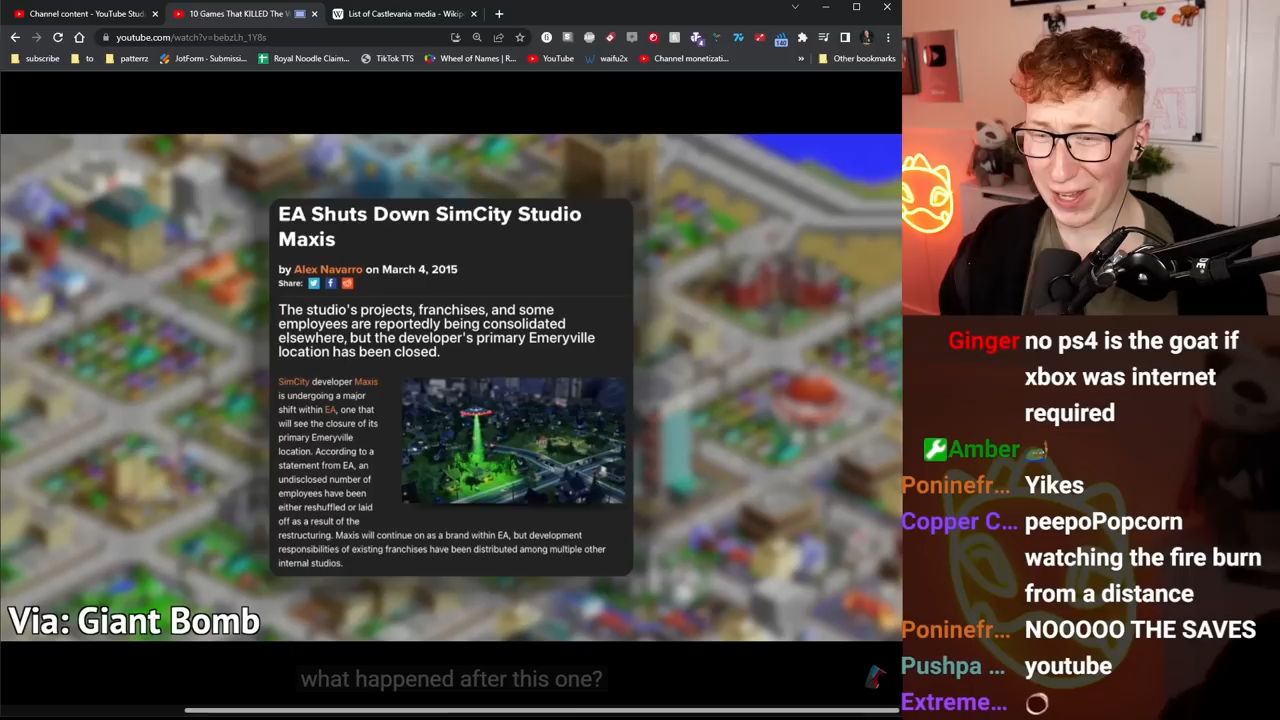 Channel content - YouTube Stud
10 Games That KILLED The V
List of Castlevania media - Wikip
youtube.com/watch?v=bebzLh_1Y8s
subscribe
to
patterrz
JotForm - Submissi...
Royal Noodle Claim...
TikTok TTS
Wheel of Names | R...
YouTube
waifu2x
Channel monetizati...
»
Other bookmarks
EA Shuts Down SimCity Studio
Maxis
by Alex Navarro on March 4, 2015
Share:
The studio's projects, franchises, and some
employees are reportedly being consolidated
elsewhere, but the developer's primary Emeryville
location has been closed.
SimCity developer Maxis
is undergoing a major
shift within EA, one that
will see the closure of its
primary Emeryville
location. According to a
statement from EA, an
undisclosed number of
employees have been
either reshuffled or laid
off as a result of the
restructuring. Maxis will continue on as a brand within EA, but development
responsibilities of existing franchises have been distributed among multiple other
internal studios.
Via: Giant Bomb
what happened after this one?
Ginger no ps4 is the goat if
xbox was internet
required
Amber
Poninefr... Yikes
Copper C... peepoPopcorn
watching the fire burn
from a distance
Poninefr... NOOOOO THE SAVES
Pushpa ... youtube
Extreme...